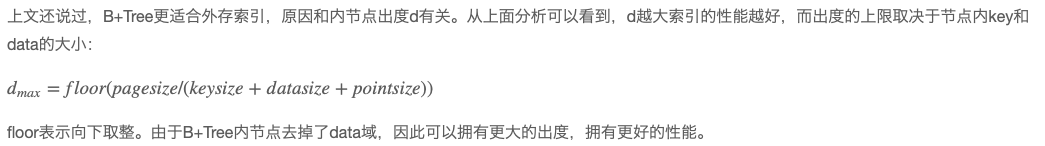 上文还说过，B+Tree更适合外存索引，原因和内节点出度d有关。从上面分析可以看到，d越大索引的性能越好，而出度的上限取决于节点内key和
data的大小：
dmax = floor(pagesize/(keysize + datasize + pointsize))
floor表示向下取整。由于B+Tree内节点去掉了data域，因此可以拥有更大的出度，拥有更好的性能。